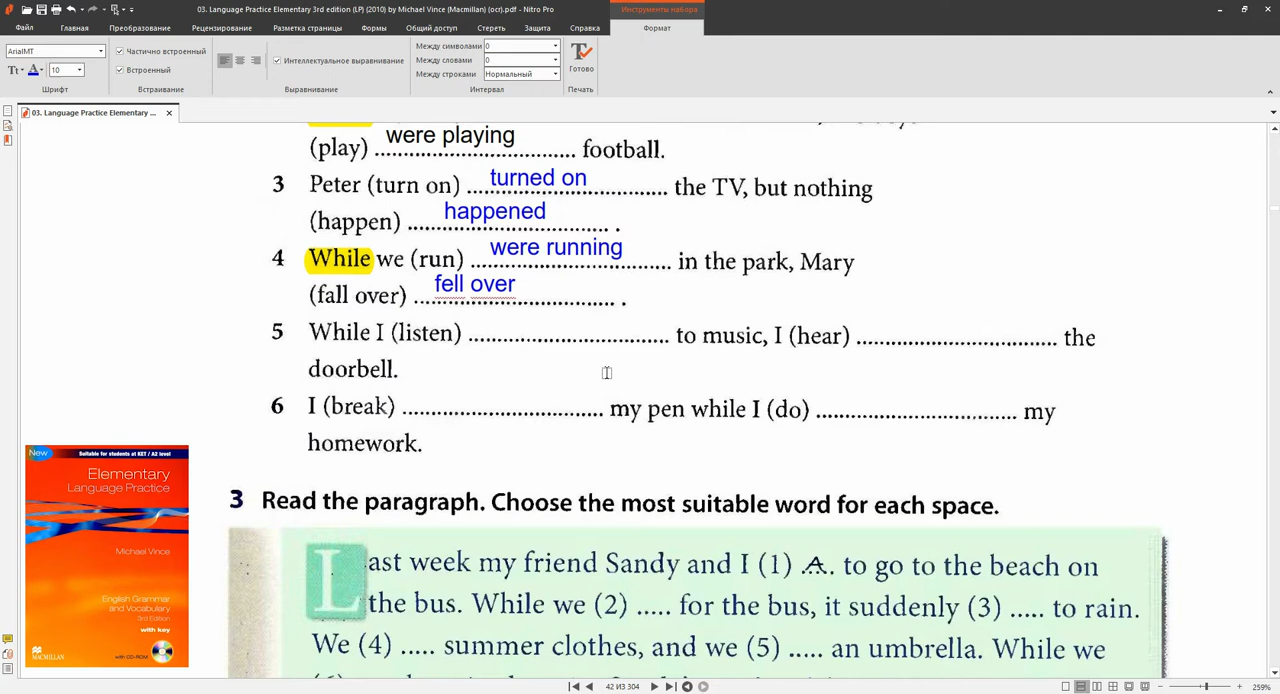 03. Language Practice Elementary 3rd edition (LP) (2010) by Michael Vince (Macmillan) (ocr).pdf - Nitro Pro
Инструменты набора
Файл Главная Преобразование Рецензирование Разметка страницы Формы Общий доступ Стереть Защита Справка Формат
ArialMT
Частично встроенный
Tt A 10
Встроенный
Интеллектуальное выравнивание
Между символами 0
Между словами 0
Между строками Нормальный
Готово
Шрифт Встраивание Выравнивание Интервал Печать
03. Language Practice Elementary ...
were playing
(play) .................................. football.
3 Peter (turn on) turned on .................................. the TV, but nothing
(happen) happened .................................. .
4 While we (run) were running .................................. in the park, Mary
(fall over) fell over .................................. .
5 While I (listen) .................................. to music, I (hear) .................................. the
doorbell.
6 I (break) .................................. my pen while I (do) .................................. my
homework.
3 Read the paragraph. Choose the most suitable word for each space.
Last week my friend Sandy and I (1) .A. to go to the beach on
the bus. While we (2) ..... for the bus, it suddenly (3) ..... to rain.
We (4) ..... summer clothes, and we (5) ..... an umbrella. While we
New
Suitable for students at KET / A2 level
Elementary
Language Practice
Michael Vince
English Grammar
and Vocabulary
3rd Edition
with key
MACMILLAN
with CD-ROM
42 ИЗ 304
259%